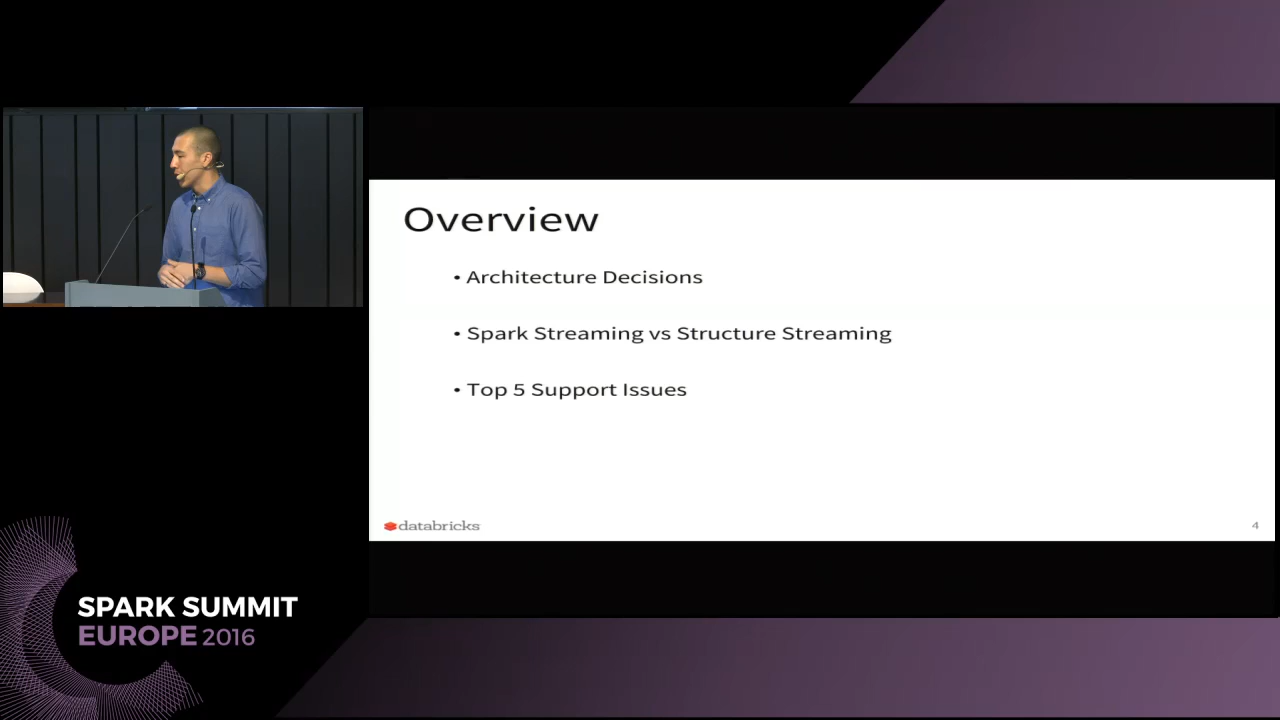 Overview
• Architecture Decisions
• Spark Streaming vs Structure Streaming
• Top 5 Support Issues
databricks
4
SPARK SUMMIT
EUROPE 2016